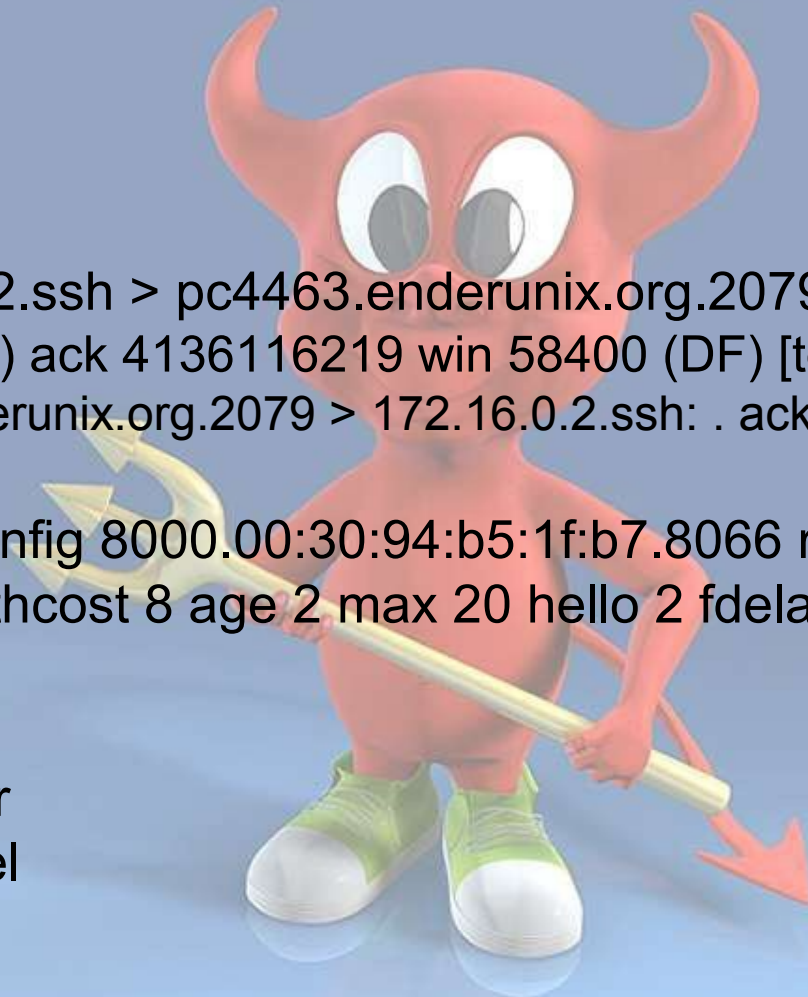 2.ssh > pc4463.enderunix.org.2079
) ack 4136116219 win 58400 (DF) [t
erunix.org.2079 > 172.16.0.2.ssh: . ack
nfig 8000.00:30:94:b5:1f:b7.8066 r
thcost 8 age 2 max 20 hello 2 fdela
r
el